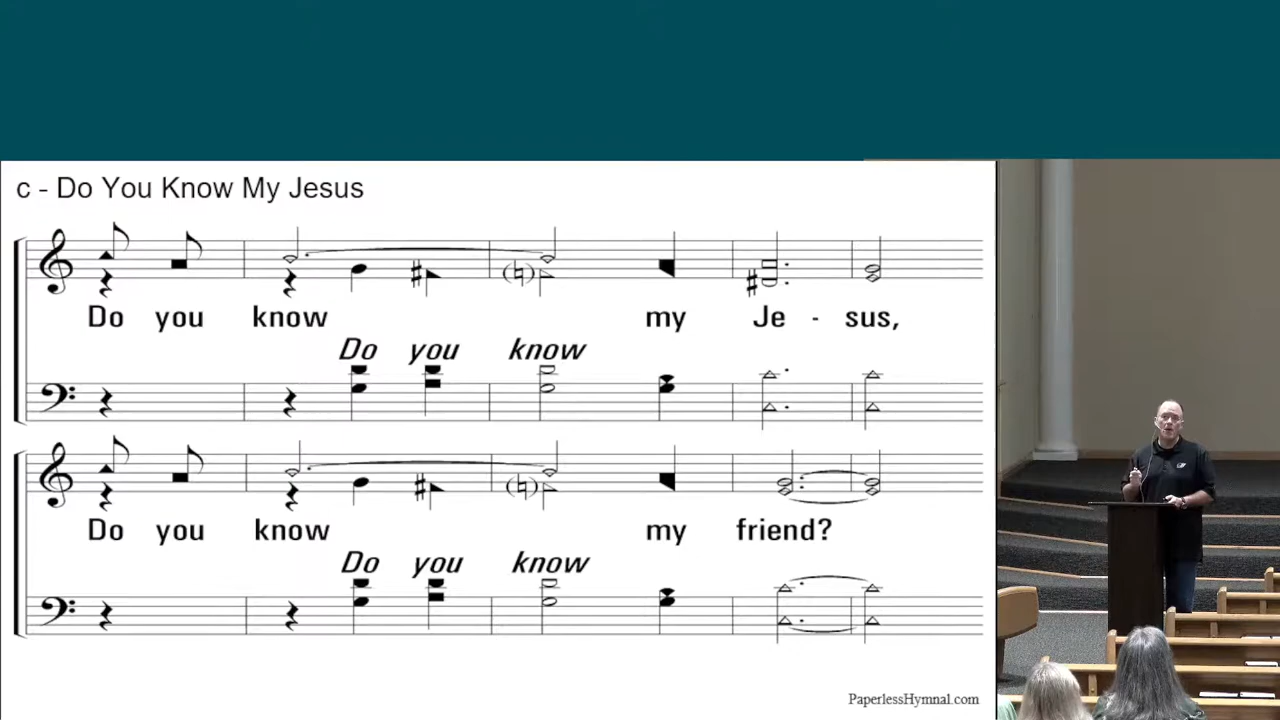 c - Do You Know My Jesus
Do you know my Je - sus,
Do you know
Do you know my friend?
Do you know
PaperlessHymnal.com